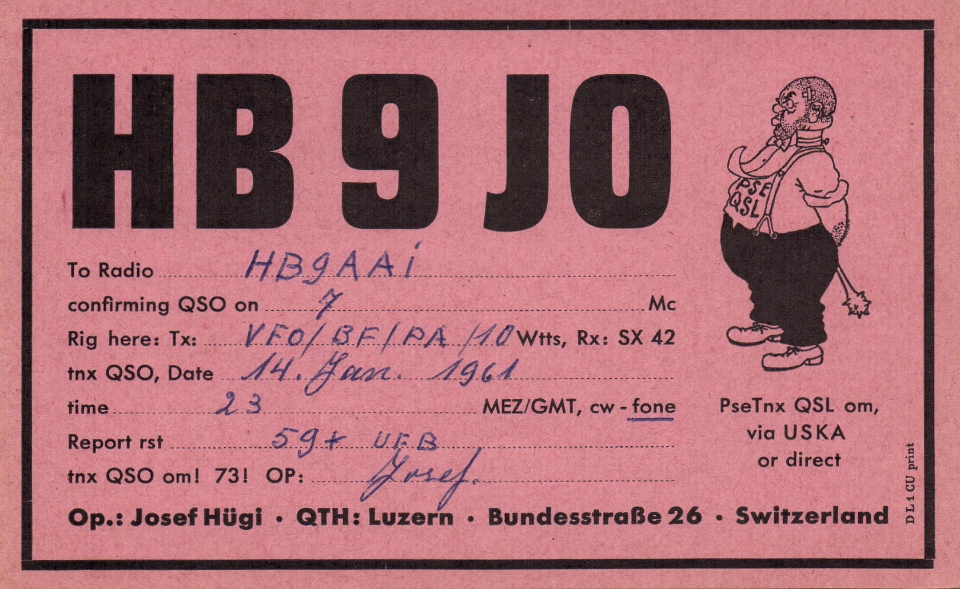 HB 9 JO
PSE
QSL
To Radio HB9AAi
confirming QSO on 7 Mc
Rig here: Tx: VFO/BF/PA/10 Wtts, Rx: SX 42
tnx QSO, Date 14. Jan. 1961
time 23 MEZ/GMT, cw - fone
Report rst 59+ UFB
tnx QSO om! 73! OP: Josef.
PseTnx QSL om,
via USKA
or direct
DL1CU print
Op.: Josef Hügi · QTH: Luzern · Bundesstraße 26 · Switzerland